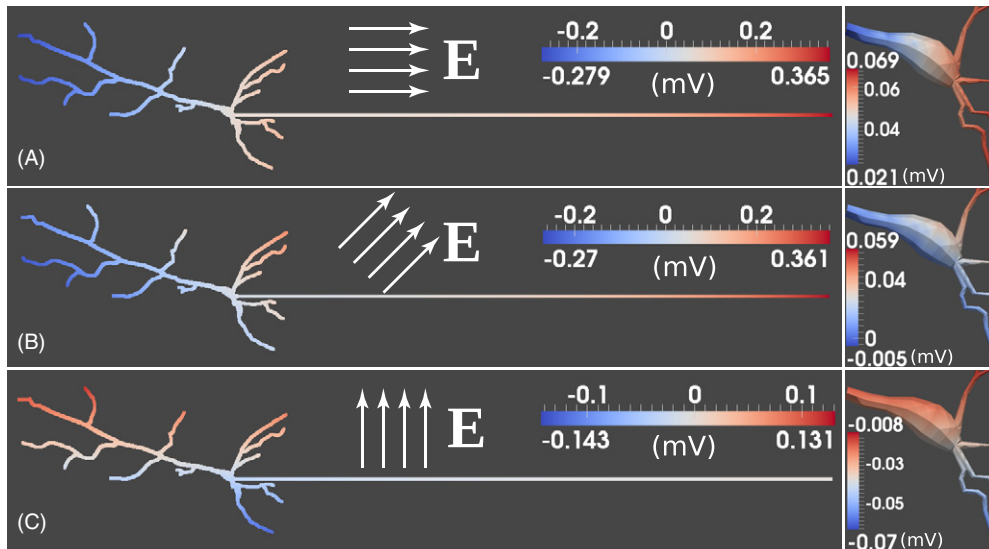 -0.2 0 0.2
E
-0.279 (mV) 0.365
(A)
0.069
0.06
0.04
0.021 (mV)
-0.2 0 0.2
E
-0.27 (mV) 0.361
(B)
0.059
0.04
0
-0.005 (mV)
-0.1 0 0.1
E
-0.143 (mV) 0.131
(C)
-0.008
-0.03
-0.05
-0.07 (mV)